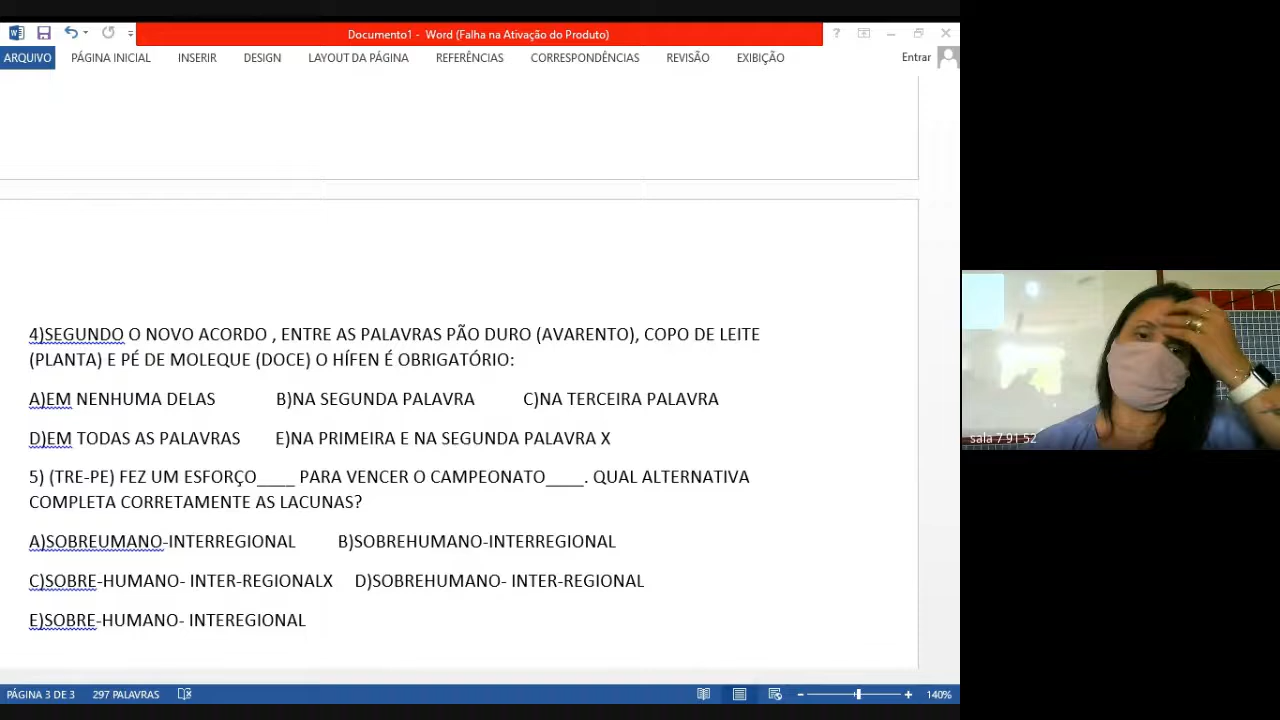 Documento1 - Word (Falha na Ativação do Produto)
ARQUIVO PÁGINA INICIAL INSERIR DESIGN LAYOUT DA PÁGINA REFERÊNCIAS CORRESPONDÊNCIAS REVISÃO EXIBIÇÃO Entrar
4)SEGUNDO O NOVO ACORDO , ENTRE AS PALAVRAS PÃO DURO (AVARENTO), COPO DE LEITE
(PLANTA) E PÉ DE MOLEQUE (DOCE) O HÍFEN É OBRIGATÓRIO:
A)EM NENHUMA DELAS B)NA SEGUNDA PALAVRA C)NA TERCEIRA PALAVRA
D)EM TODAS AS PALAVRAS E)NA PRIMEIRA E NA SEGUNDA PALAVRA X
5) (TRE-PE) FEZ UM ESFORÇO____ PARA VENCER O CAMPEONATO____. QUAL ALTERNATIVA
COMPLETA CORRETAMENTE AS LACUNAS?
A)SOBREUMANO-INTERREGIONAL B)SOBREHUMANO-INTERREGIONAL
C)SOBRE-HUMANO- INTER-REGIONALX D)SOBREHUMANO- INTER-REGIONAL
E)SOBRE-HUMANO- INTEREGIONAL
sala 7 91 52
PÁGINA 3 DE 3 297 PALAVRAS 140%